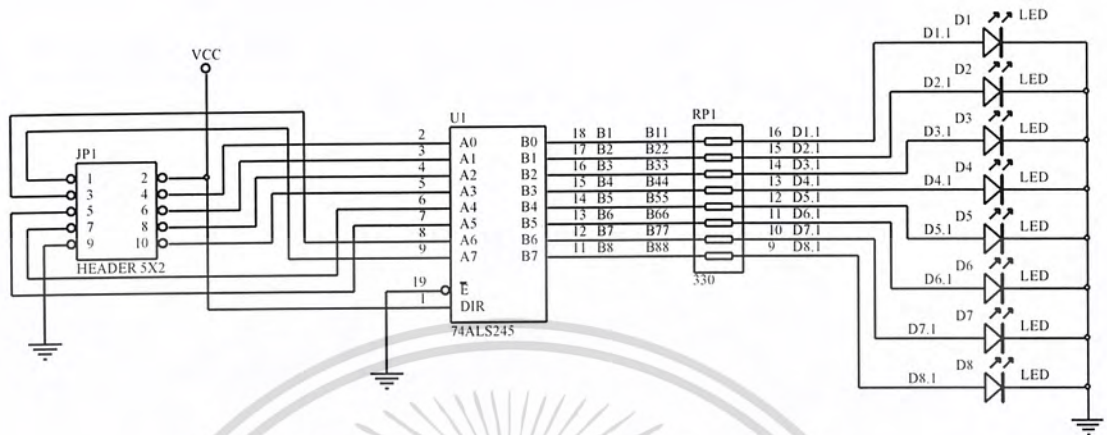 VCC
JP1
1 2
3 4
5 6
7 8
9 10
HEADER 5X2
U1
2 A0 B0 18 B1 B11
3 A1 B1 17 B2 B22
4 A2 B2 16 B3 B33
5 A3 B3 15 B4 B44
6 A4 B4 14 B5 B55
7 A5 B5 13 B6 B66
8 A6 B6 12 B7 B77
9 A7 B7 11 B8 B88
19 E
1 DIR
74ALS245
RP1
16 D1.1
15 D2.1
14 D3.1
13 D4.1
12 D5.1
11 D6.1
10 D7.1
9 D8.1
330
D1 LED
D1.1
D2 LED
D2.1
D3 LED
D3.1
D4 LED
D4.1
D5 LED
D5.1
D6 LED
D6.1
D7 LED
D7.1
D8 LED
D8.1